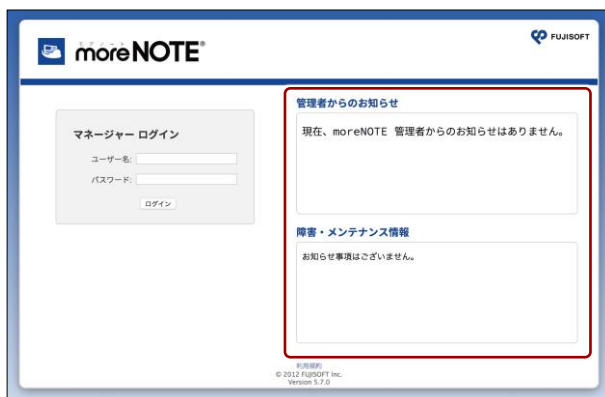 moreNOTE®
FUJISOFT
マネージャー ログイン
ユーザー名:
パスワード:
ログイン
管理者からのお知らせ
現在、moreNOTE 管理者からのお知らせはありません。
障害・メンテナンス情報
お知らせ事項はございません。
利用規約
© 2012 FUJISOFT Inc.
Version 5.7.0